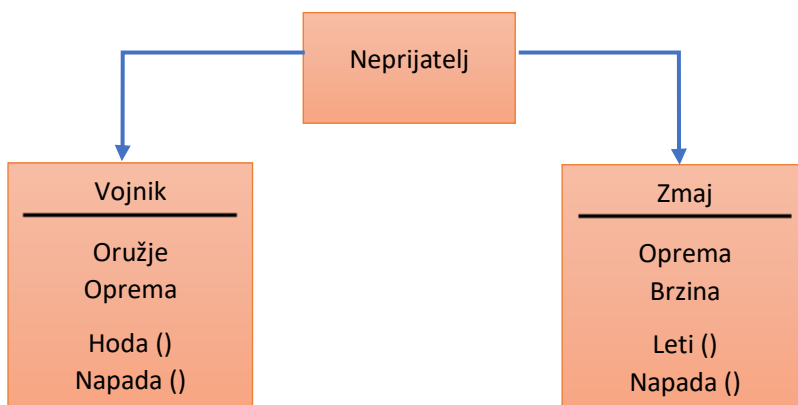 Neprijatelj
Vojnik
Oružje
Oprema
Hoda ()
Napada ()
Zmaj
Oprema
Brzina
Leti ()
Napada ()